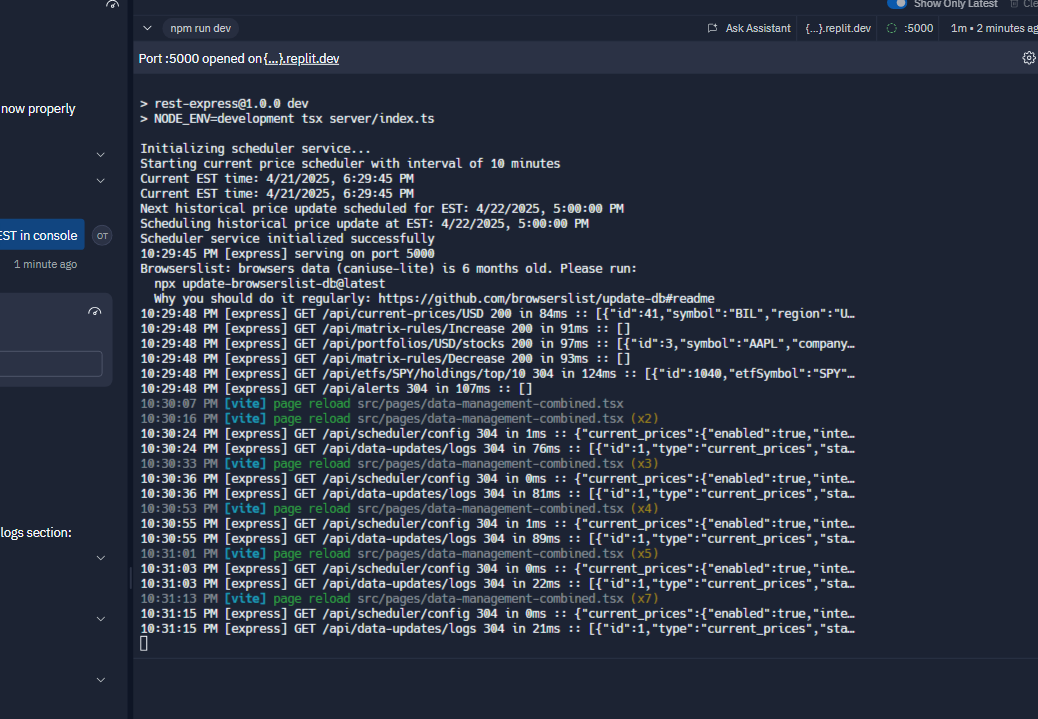 Show Only Latest
npm run dev
Ask Assistant
{...}.replit.dev
:5000
1m • 2 minutes
Port :5000 opened on {...}.replit.dev
now properly
> rest-express@1.0.0 dev
> NODE_ENV=development tsx server/index.ts
Initializing scheduler service...
Starting current price scheduler with interval of 10 minutes
Current EST time: 4/21/2025, 6:29:45 PM
Current EST time: 4/21/2025, 6:29:45 PM
Next historical price update scheduled for EST: 4/22/2025, 5:00:00 PM
Scheduling historical price update at EST: 4/22/2025, 5:00:00 PM
Scheduler service initialized successfully
10:29:45 PM [express] serving on port 5000
Browserslist: browsers data (caniuse-lite) is 6 months old. Please run:
npx update-browserslist-db@latest
Why you should do it regularly: https://github.com/browserslist/update-db#readme
10:29:48 PM [express] GET /api/current-prices/USD 200 in 84ms :: [{"id":41,"symbol":"BIL","region":"U…
10:29:48 PM [express] GET /api/matrix-rules/Increase 200 in 91ms :: []
10:29:48 PM [express] GET /api/portfolios/USD/stocks 200 in 97ms :: [{"id":3,"symbol":"AAPL","company…
10:29:48 PM [express] GET /api/matrix-rules/Decrease 200 in 93ms :: []
10:29:48 PM [express] GET /api/etfs/SPY/holdings/top/10 304 in 124ms :: [{"id":1040,"etfSymbol":"SPY"…
10:29:48 PM [express] GET /api/alerts 304 in 107ms :: []
10:30:07 PM [vite] page reload src/pages/data-management-combined.tsx
10:30:16 PM [vite] page reload src/pages/data-management-combined.tsx (x2)
10:30:24 PM [express] GET /api/scheduler/config 304 in 1ms :: {"current_prices":{"enabled":true,"inte…
10:30:24 PM [express] GET /api/data-updates/logs 304 in 76ms :: [{"id":1,"type":"current_prices","sta…
10:30:33 PM [vite] page reload src/pages/data-management-combined.tsx (x3)
10:30:36 PM [express] GET /api/scheduler/config 304 in 0ms :: {"current_prices":{"enabled":true,"inte…
10:30:36 PM [express] GET /api/data-updates/logs 304 in 81ms :: [{"id":1,"type":"current_prices","sta…
10:30:53 PM [vite] page reload src/pages/data-management-combined.tsx (x4)
10:30:55 PM [express] GET /api/scheduler/config 304 in 1ms :: {"current_prices":{"enabled":true,"inte…
10:30:55 PM [express] GET /api/data-updates/logs 304 in 89ms :: [{"id":1,"type":"current_prices","sta…
10:31:01 PM [vite] page reload src/pages/data-management-combined.tsx (x5)
10:31:03 PM [express] GET /api/scheduler/config 304 in 0ms :: {"current_prices":{"enabled":true,"inte…
10:31:03 PM [express] GET /api/data-updates/logs 304 in 22ms :: [{"id":1,"type":"current_prices","sta…
10:31:13 PM [vite] page reload src/pages/data-management-combined.tsx (x7)
10:31:15 PM [express] GET /api/scheduler/config 304 in 0ms :: {"current_prices":{"enabled":true,"inte…
10:31:15 PM [express] GET /api/data-updates/logs 304 in 21ms :: [{"id":1,"type":"current_prices","sta…
EST in console
OT
1 minute ago
logs section: